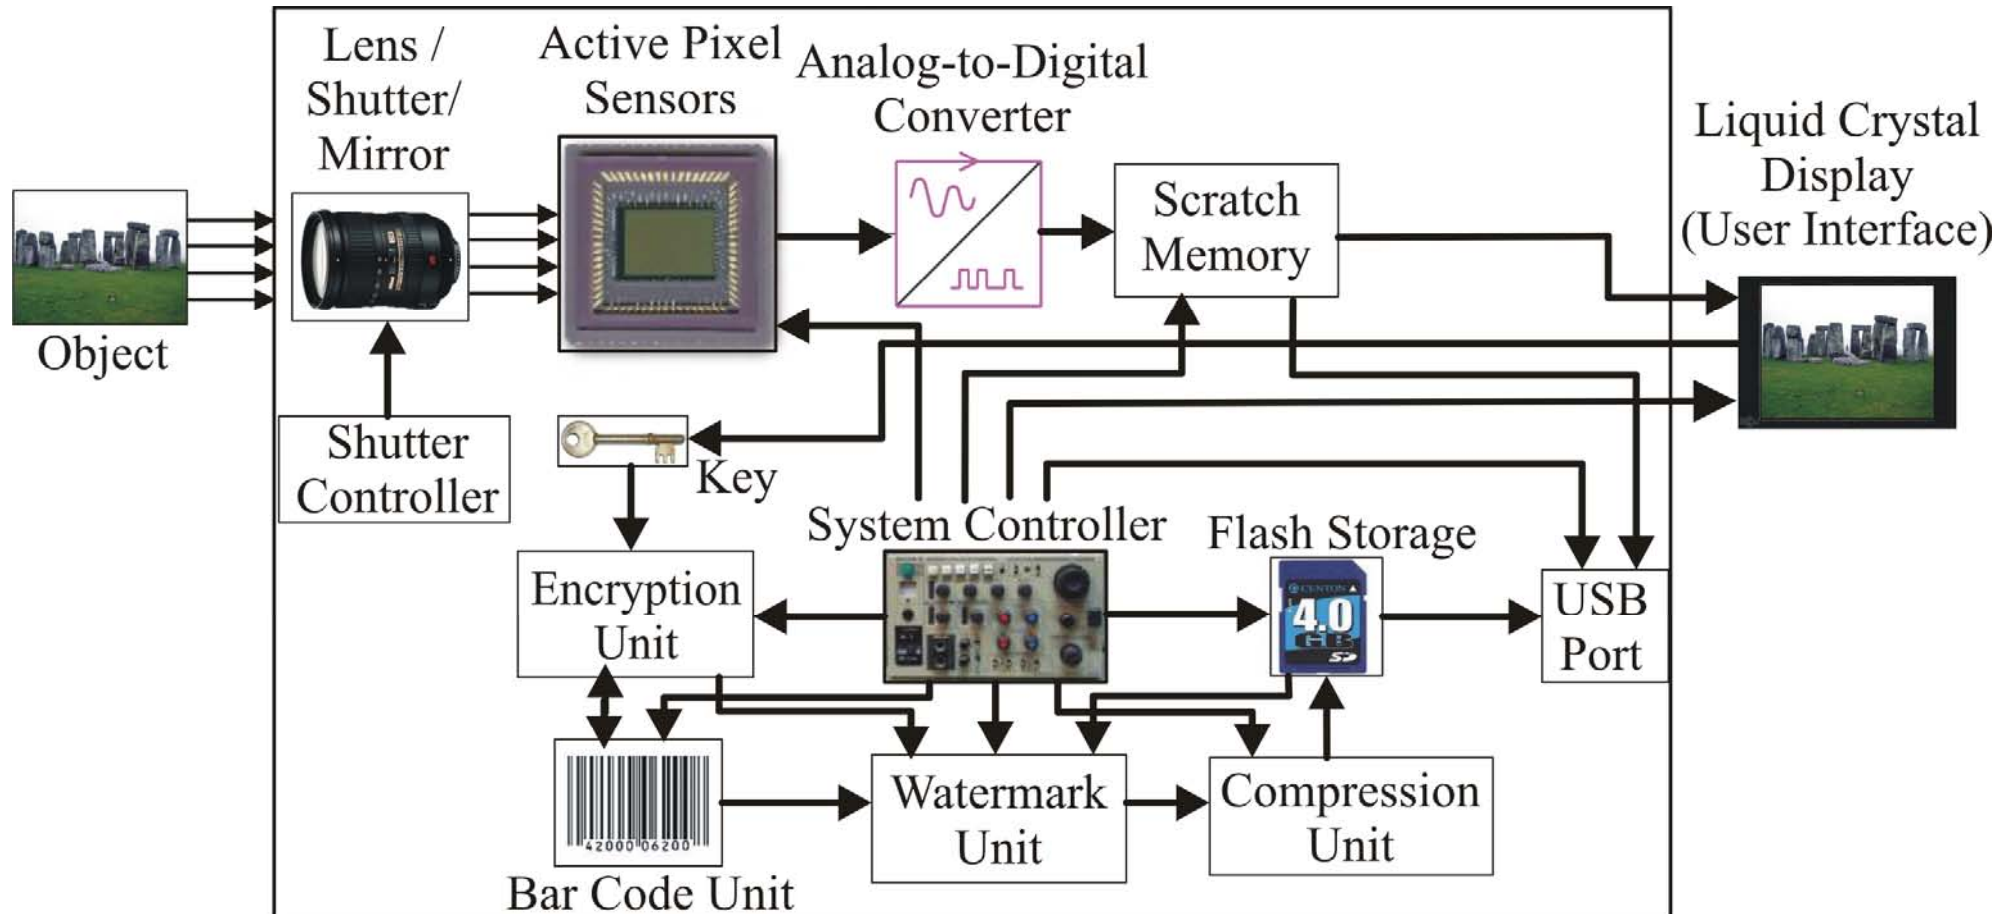 Lens /
Shutter/
Mirror
Active Pixel
Sensors
Analog-to-Digital
Converter
Liquid Crystal
Display
(User Interface)
Scratch
Memory
Object
Shutter
Controller
Key
System Controller
Flash Storage
Encryption
Unit
CENTON
4.0
GB
SD
USB
Port
42000 06200
Watermark
Unit
Compression
Unit
Bar Code Unit